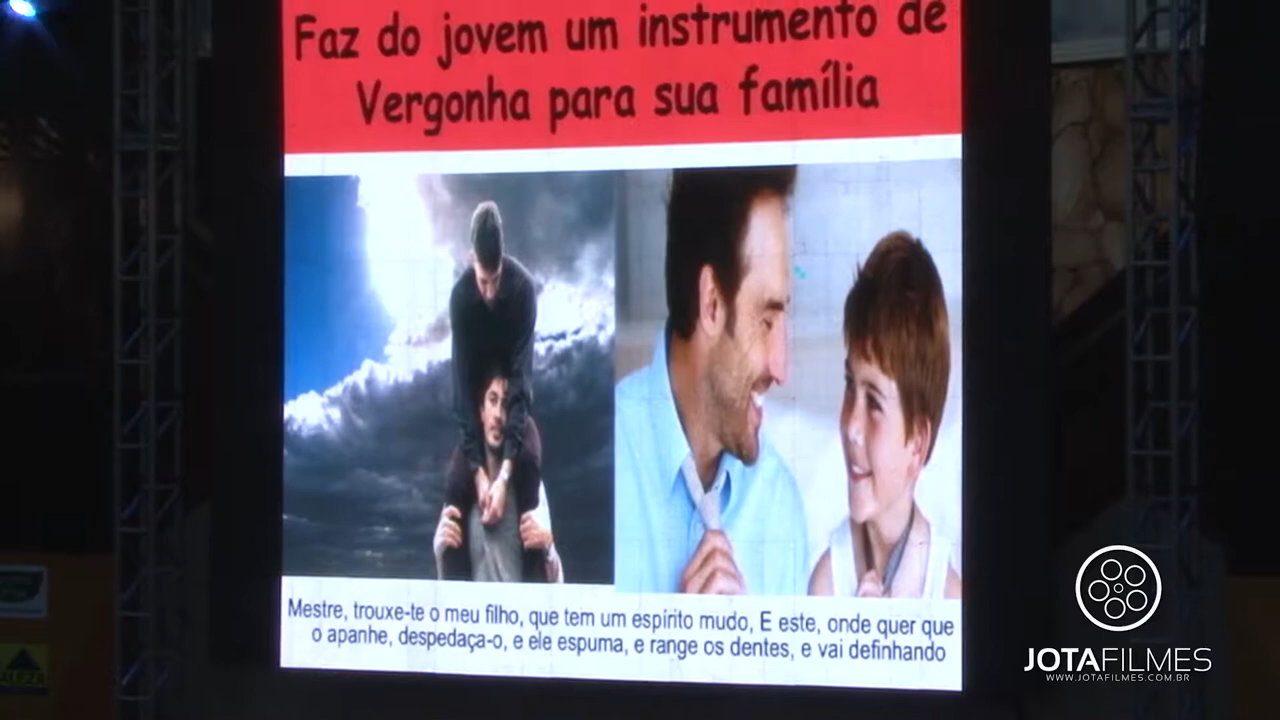 Faz do jovem um instrumento de
Vergonha para sua família
Mestre, trouxe-te o meu filho, que tem um espírito mudo, E este, onde quer que
o apanhe, despedaça-o, e ele espuma, e range os dentes, e vai definhando
JOTAFILMES
WWW.JOTAFILMES.COM.BR